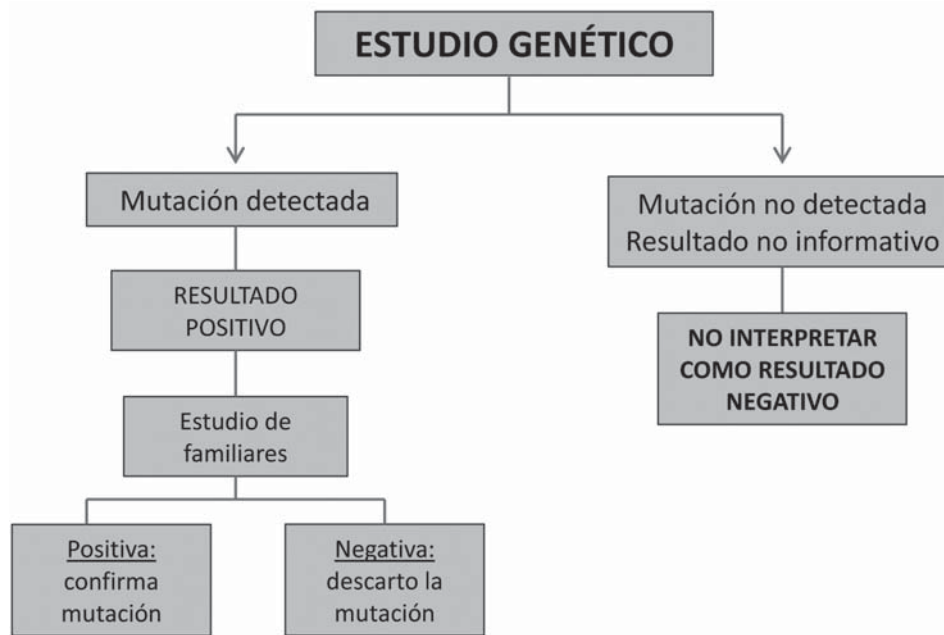 ESTUDIO GENÉTICO
Mutación detectada
RESULTADO
POSITIVO
Estudio de
familiares
Positiva:
confirma
mutación
Negativa:
descarto la
mutación
Mutación no detectada
Resultado no informativo
NO INTERPRETAR
COMO RESULTADO
NEGATIVO